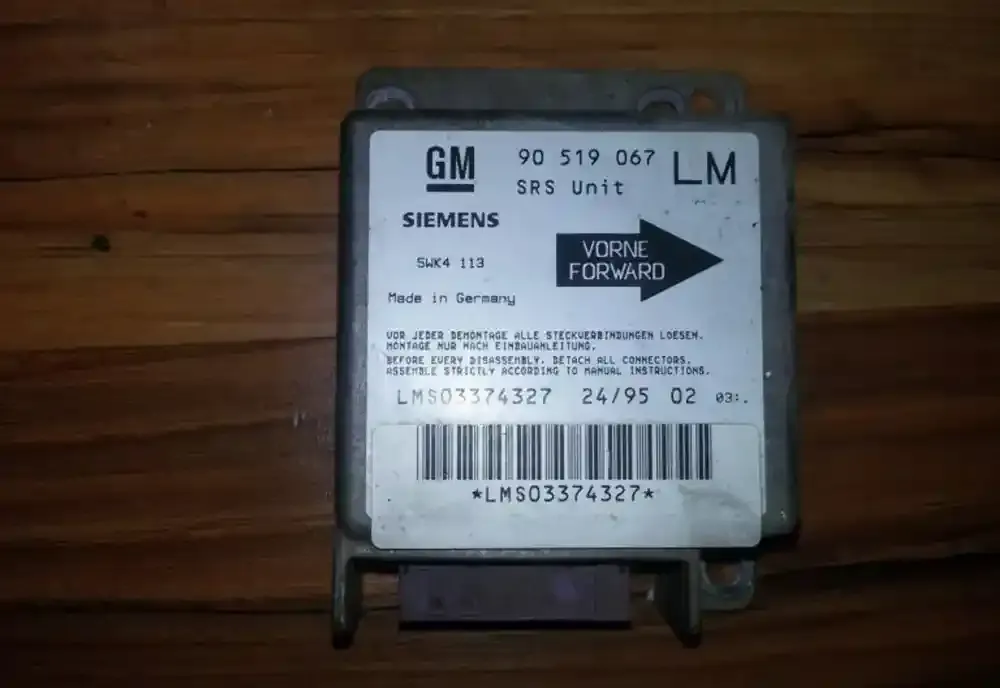 GM 90 519 067 LM
SRS Unit
SIEMENS
5WK4 113
VORNE
FORWARD
Made in Germany
VOR JEDER DEMONTAGE ALLE STECKVERBINDUNGEN LOESEN.
MONTAGE NUR NACH EINBAUANLEITUNG.
BEFORE EVERY DISASSEMBLY. DETACH ALL CONNECTORS.
ASSEMBLE STRICTLY ACCORDING TO MANUAL INSTRUCTIONS.
LMS03374327 24/95 02 03:.
*LMS03374327*